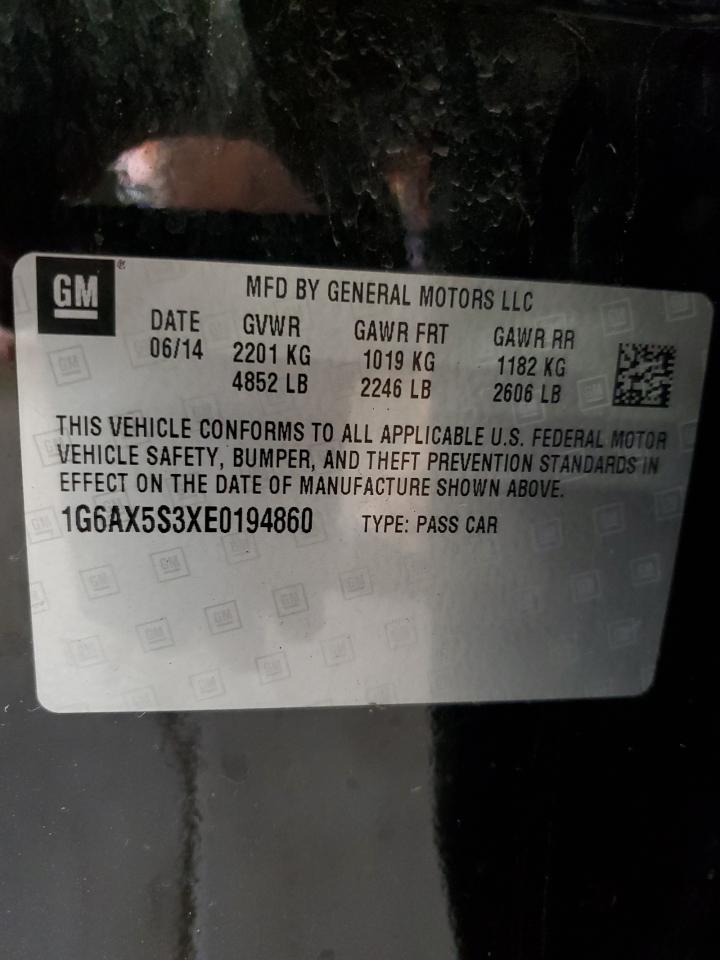 GM
MFD BY GENERAL MOTORS LLC
DATE GVWR GAWR FRT GAWR RR
06/14 2201 KG 1019 KG 1182 KG
4852 LB 2246 LB 2606 LB
THIS VEHICLE CONFORMS TO ALL APPLICABLE U.S. FEDERAL MOTOR
VEHICLE SAFETY, BUMPER, AND THEFT PREVENTION STANDARDS IN
EFFECT ON THE DATE OF MANUFACTURE SHOWN ABOVE.
1G6AX5S3XE0194860 TYPE: PASS CAR